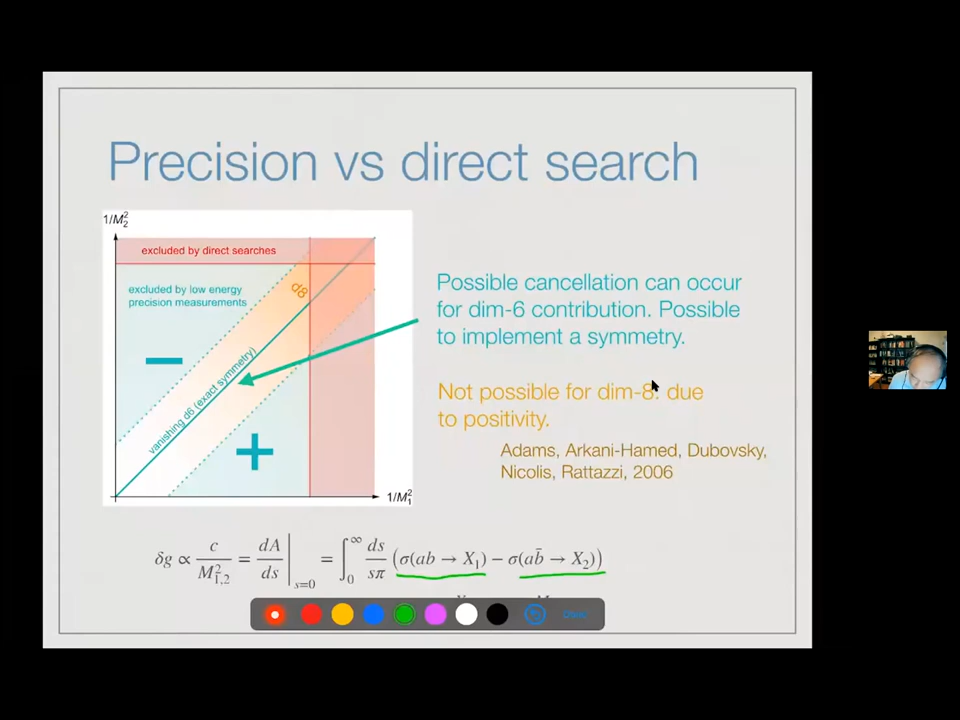 Precision vs direct search
1/M₂²
excluded by direct searches
excluded by low energy
precision measurements
d8
vanishing d6 (exact symmetry)
−
+
1/M₁²
Possible cancellation can occur
for dim-6 contribution. Possible
to implement a symmetry.
Not possible for dim-8: due
to positivity.
Adams, Arkani-Hamed, Dubovsky,
Nicolis, Rattazzi, 2006
δg ∝ c/M²₁,₂ = dA/ds |ₛ₌₀ = ∫₀^∞ ds/sπ (σ(ab → X₁) − σ(ab̄ → X₂))